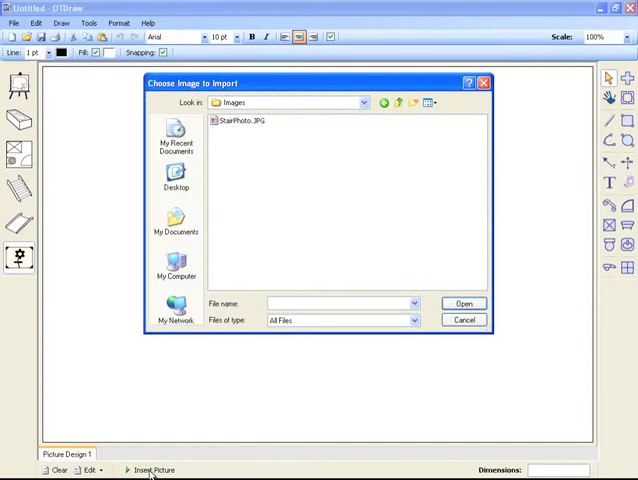 Untitled - OTDraw
File Edit Draw Tools Format Help
Arial 10 pt B I Scale: 100%
Line: 1 pt Fill: Snapping:
Choose Image to Import
Look in: Images
StairPhoto.JPG
My Recent
Documents
Desktop
My Documents
My Computer
My Network
File name: Open
Files of type: All Files Cancel
Picture Design 1
Clear Edit Insert Picture Dimensions: